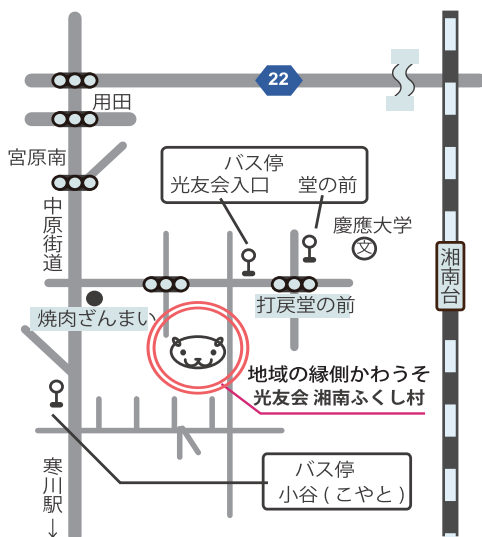 22
用田
宮原南
バス停
光友会入口 堂の前
中原街道
慶應大学
文
湘南台
打戻堂の前
焼肉ざんまい
地域の縁側かわうそ
光友会 湘南ふくし村
バス停
小谷 ( こやと )
寒川駅
↓